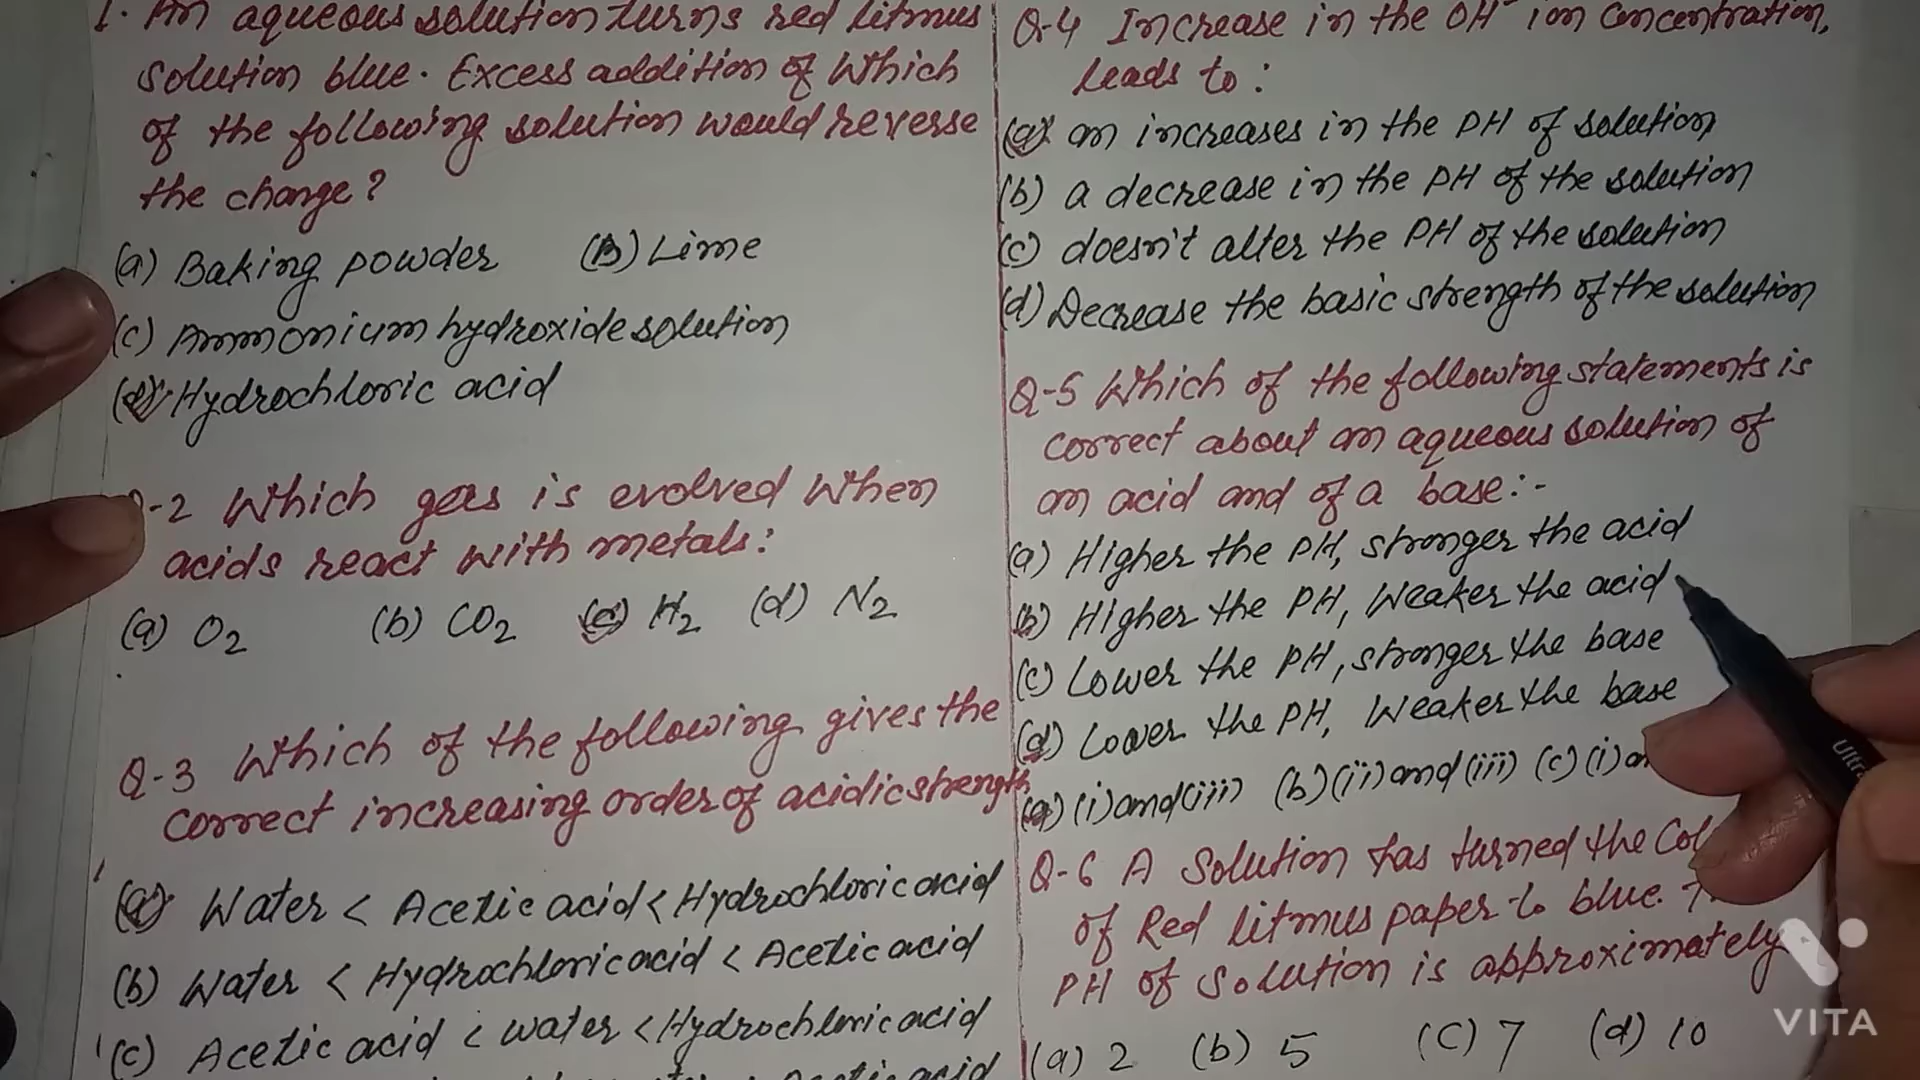 1. An aqueous solution turns red litmus
solution blue. Excess addition of Which
of the following solution would reverse
the change?
(a) Baking powder (B) Lime
(c) Ammonium hydroxide solution
(d) Hydrochloric acid
Q-2 Which gas is evolved When
acids react with metals:
(a) O2 (b) CO2 (c) H2 (d) N2
Q-3 Which of the following gives the
correct increasing order of acidic strength
(a) Water < Acetic acid < Hydrochloric acid
(b) Water < Hydrochloric acid < Acetic acid
(c) Acetic acid < water < Hydrochloric acid
Acetic acid
Q-4 Increase in the OH- ion concentration,
leads to:
(a) an increases in the PH of solution
(b) a decrease in the PH of the solution
(c) doesn't alter the PH of the solution
(d) Decrease the basic strength of the solution
Q-5 Which of the following statements is
correct about an aqueous solution of
an acid and of a base:-
(a) Higher the PH, stronger the acid
(b) Higher the PH, Weaker the acid
(c) Lower the PH, stronger the base
(d) Lower the PH, Weaker the base
(a) (i) and (iii) (b) (ii) and (iii) (c) (i)
Q-6 A Solution has turned the
of Red litmus paper to blue.
PH of Solution is approximately
(a) 2 (b) 5 (C) 7 (d) 10
Ultra
VITA